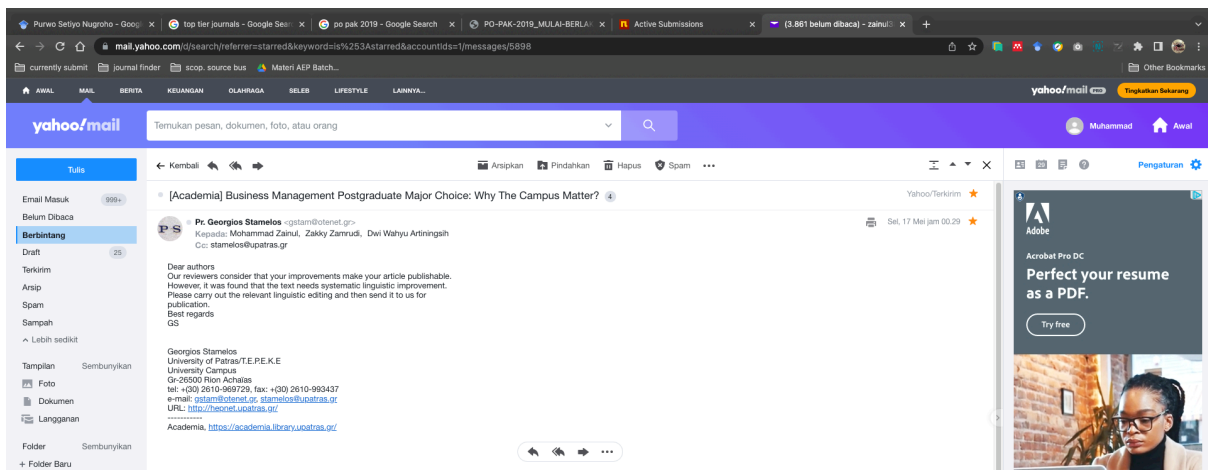 Purwo Setiyo Nugroho - Googl
top tier journals - Google Sear
po pak 2019 - Google Search
PO-PAK-2019_MULAI-BERLAK
Active Submissions
(3.861 belum dibaca) - zainul
mail.yahoo.com/d/search/referrer=starred&keyword=is%253Astarred&accountIds=1/messages/5898
currently submit
journal finder
scop. source bus
Materi AEP Batch...
Other Bookmarks
AWAL MAIL BERITA KEUANGAN OLAHRAGA SELEB LIFESTYLE LAINNYA...
yahoo!mail PRO
Tingkatkan Sekarang
yahoo!mail
Temukan pesan, dokumen, foto, atau orang
Muhammad
Awal
Tulis
Kembali
Arsipkan
Pindahkan
Hapus
Spam
Pengaturan
Email Masuk 999+
Belum Dibaca
Berbintang
Draft 25
Terkirim
Arsip
Spam
Sampah
Lebih sedikit
Tampilan Sembunyikan
Foto
Dokumen
Langganan
Folder Sembunyikan
+ Folder Baru
[Academia] Business Management Postgraduate Major Choice: Why The Campus Matter? 4
Yahoo/Terkirim
P S
Pr. Georgios Stamelos <gstam@otenet.gr>
Sel, 17 Mei jam 00.29
Kepada: Mohammad Zainul, Zakky Zamrudi, Dwi Wahyu Artiningsih
Cc: stamelos@upatras.gr
Dear authors
Our reviewers consider that your improvements make your article publishable.
However, it was found that the text needs systematic linguistic improvement.
Please carry out the relevant linguistic editing and then send it to us for
publication.
Best regards
GS
Georgios Stamelos
University of Patras/T.E.P.E.K.E
University Campus
Gr-26500 Rion Achaïas
tel: +(30) 2610-969729, fax: +(30) 2610-993437
e-mail: gstam@otenet.gr, stamelos@upatras.gr
URL: http://hepnet.upatras.gr/
-----------
Academia, https://academia.library.upatras.gr/
Adobe
Acrobat Pro DC
Perfect your resume
as a PDF.
Try free